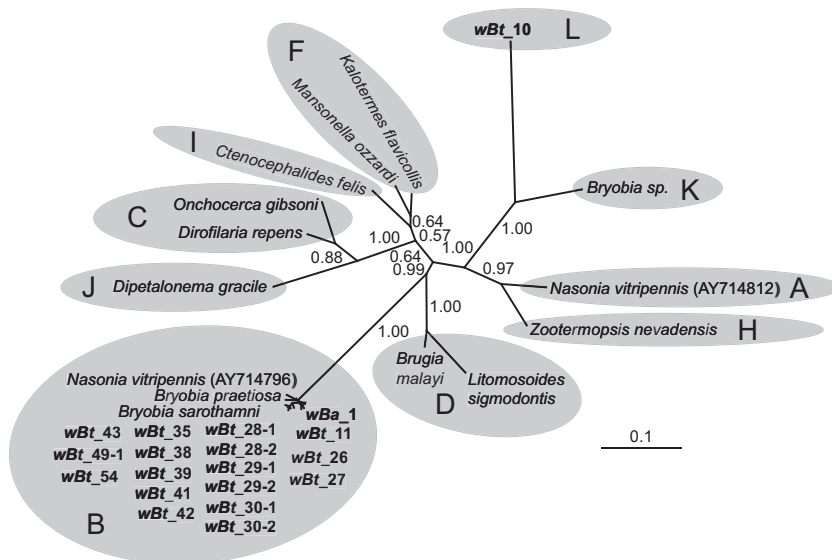 wBt_10
L
F
Kalotermes flavicollis
Mansonella ozzardi
I
Ctenocephalides felis
Bryobia sp.
K
C
Onchocerca gibsoni
Dirofilaria repens
0.64
0.57
1.00
1.00
1.00
0.88
0.64
0.99
0.97
J
Dipetalonema gracile
Nasonia vitripennis (AY714812)
A
Zootermopsis nevadensis
H
1.00
1.00
Brugia
malayi
Litomosoides
sigmodontis
D
Nasonia vitripennis (AY714796)
Bryobia praetiosa
Bryobia sarothamni
wBa_1
wBt_43 wBt_35 wBt_28-1 wBt_11
wBt_49-1 wBt_38 wBt_28-2 wBt_26
wBt_54 wBt_39 wBt_29-1 wBt_27
wBt_41 wBt_29-2
wBt_42 wBt_30-1
wBt_30-2
B
0.1